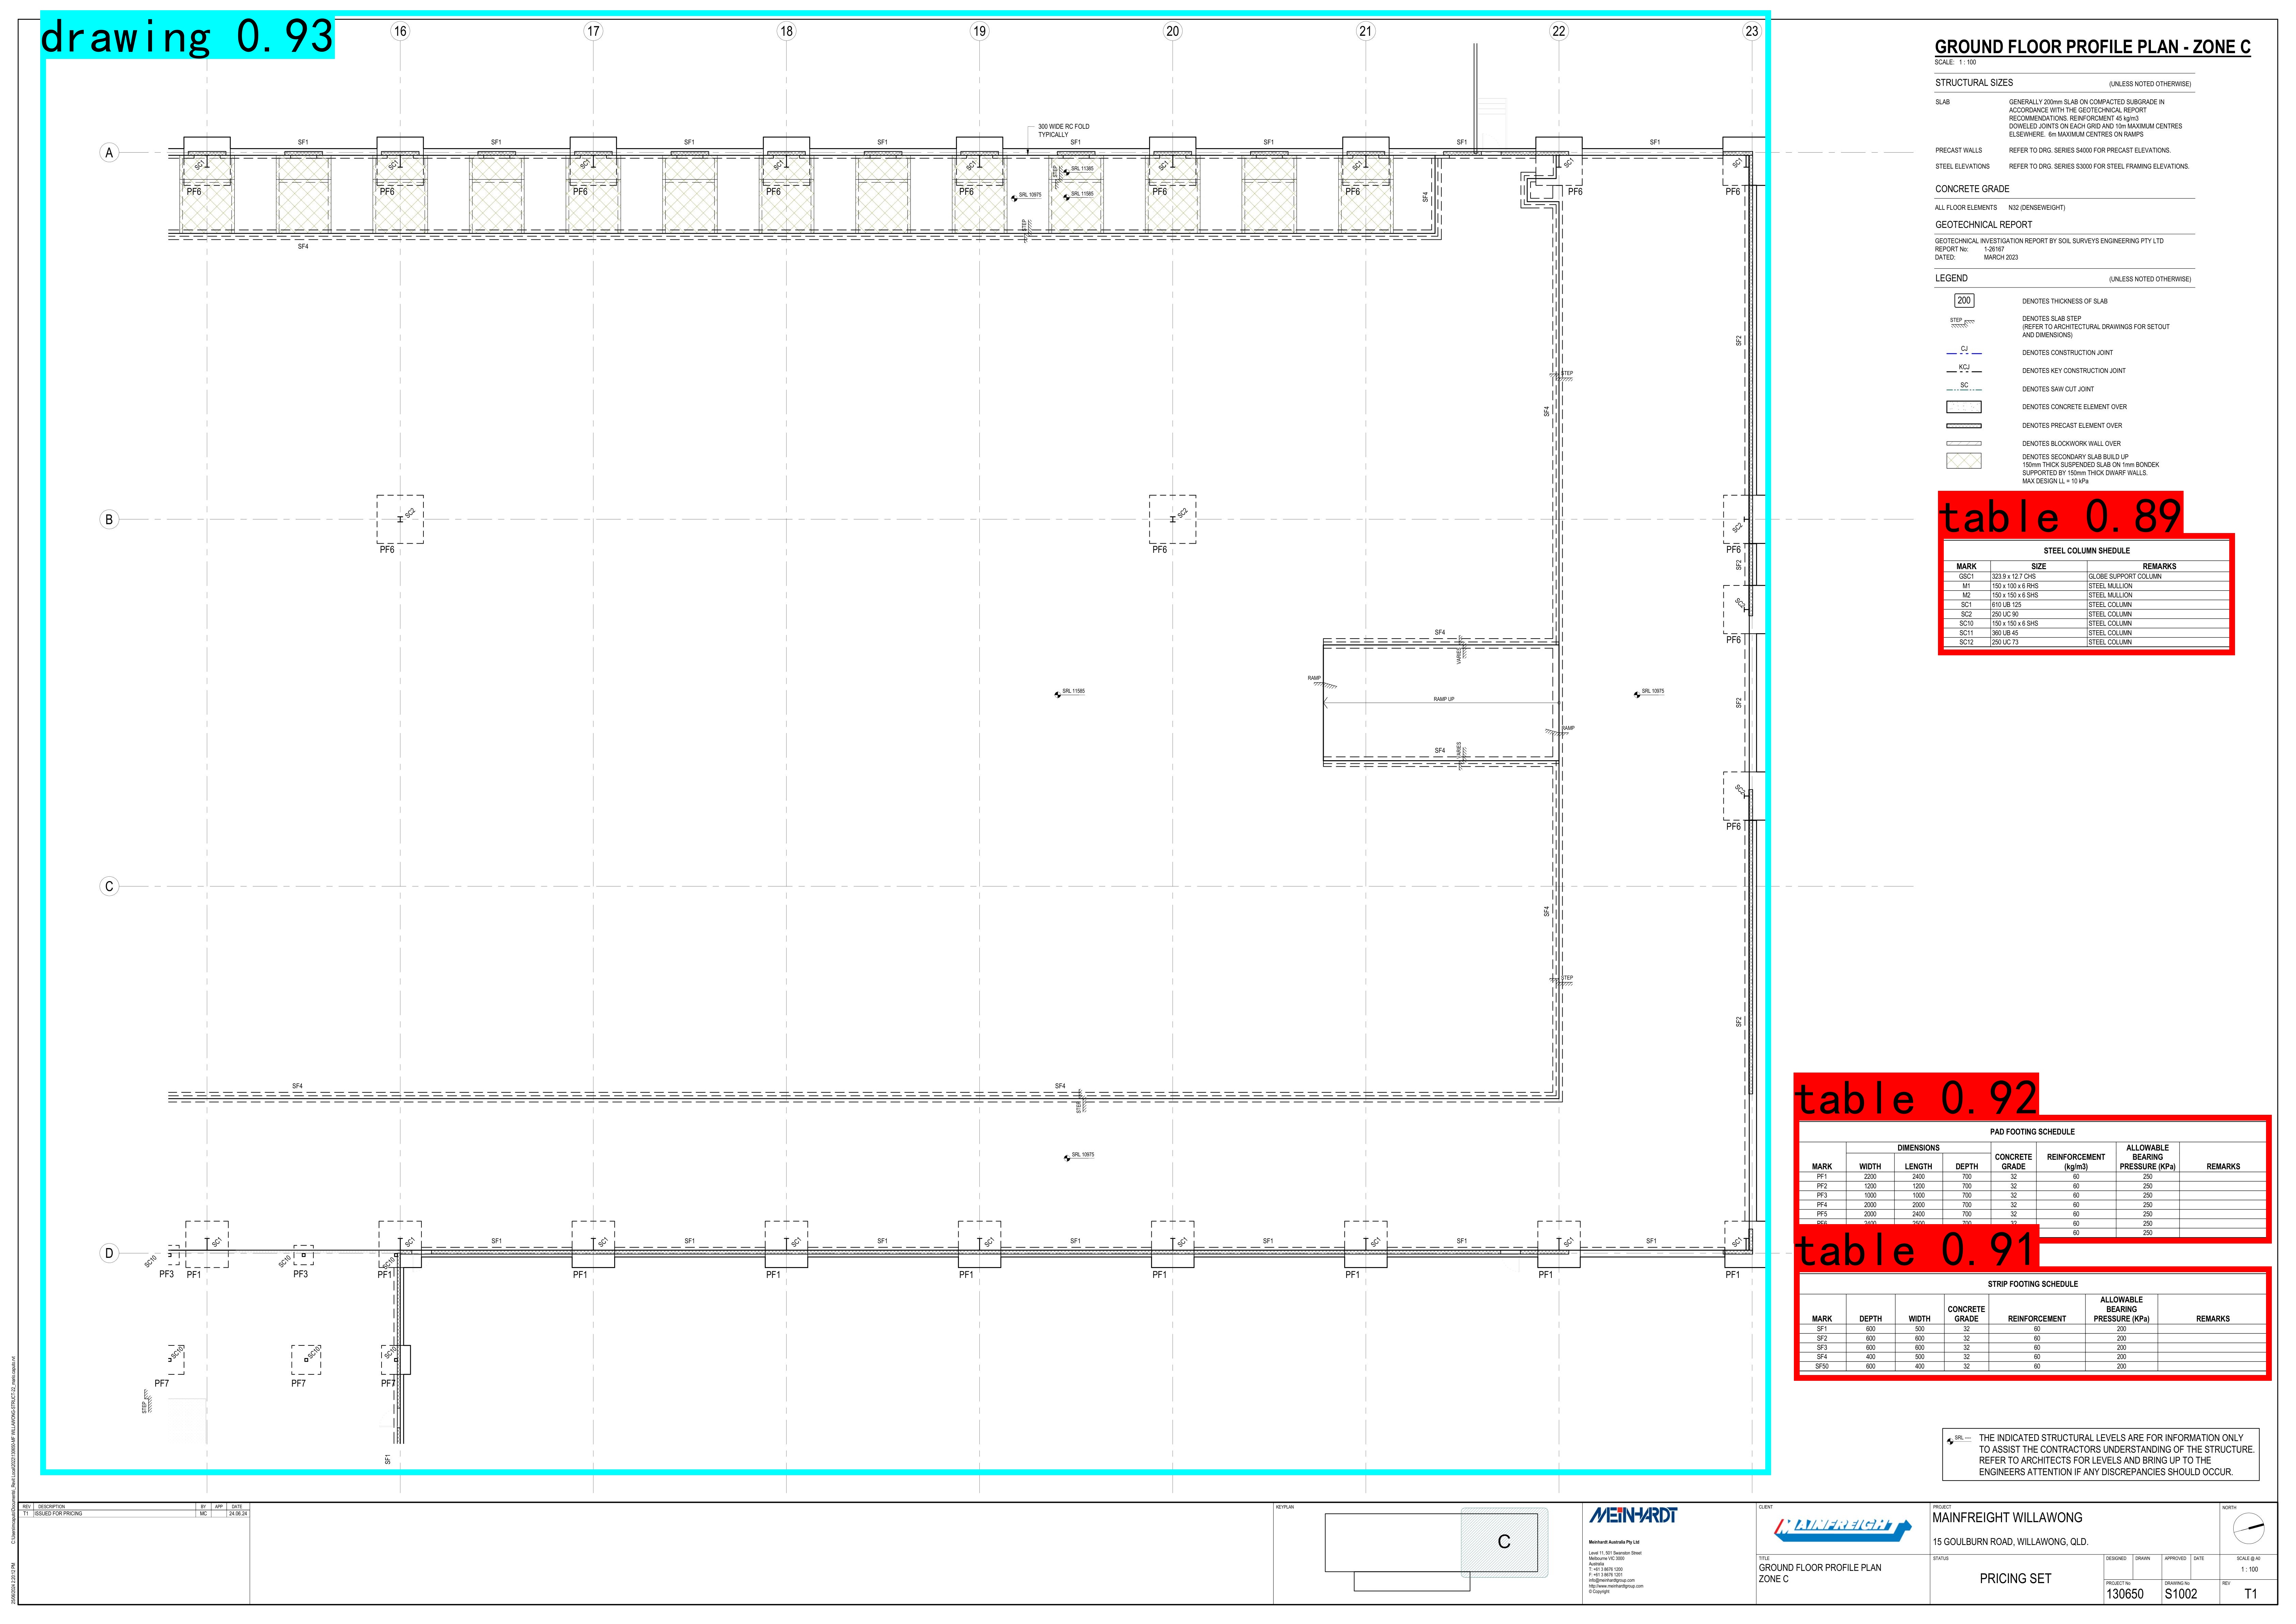 drawing 0.93
16 17 18 19 20 21 22 23
A
B
C
D
300 WIDE RC FOLD
TYPICALLY
SF1 SF1 SF1 SF1 SF1 SF1 SF1 SF1
SC1 SC1 SC1 SC1 SC1 SC1 SC1 SC1 SC1
PF6 PF6 PF6 PF6 PF6 PF6 PF6 PF6 PF6
STEP
SRL 11385
SRL 10975
SRL 11585
STEP
SF4
SF4
SF2
STEP
SF4
SC2 SC2 SC2
PF6 PF6 PF6
SF2
SC2
SF4
VARIES
PF6
RAMP
SRL 11585
RAMP UP
SRL 10975
SF2
RAMP
SF4
VARIES
SC2
PF6
SF4
STEP
SF2
SF4 SF4
STEP
SRL 10975
SC1 SC1 SC1 SC1 SC1 SC1 SC1 SC1 SC1
SF1 SF1 SF1 SF1 SF1 SF1 SF1
SC10 SC10 SC10
PF3 PF1 PF3 PF1 PF1 PF1 PF1 PF1 PF1 PF1 PF1
SC10 SC10 SC10
PF7 PF7 PF7
STEP
SF1
GROUND FLOOR PROFILE PLAN - ZONE C
SCALE: 1 : 100
STRUCTURAL SIZES (UNLESS NOTED OTHERWISE)
SLAB GENERALLY 200mm SLAB ON COMPACTED SUBGRADE IN
ACCORDANCE WITH THE GEOTECHNICAL REPORT
RECOMMENDATIONS. REINFORCMENT 45 kg/m3
DOWELED JOINTS ON EACH GRID AND 10m MAXIMUM CENTRES
ELSEWHERE. 6m MAXIMUM CENTRES ON RAMPS
PRECAST WALLS REFER TO DRG. SERIES S4000 FOR PRECAST ELEVATIONS.
STEEL ELEVATIONS REFER TO DRG. SERIES S3000 FOR STEEL FRAMING ELEVATIONS.
CONCRETE GRADE
ALL FLOOR ELEMENTS N32 (DENSEWEIGHT)
GEOTECHNICAL REPORT
GEOTECHNICAL INVESTIGATION REPORT BY SOIL SURVEYS ENGINEERING PTY LTD
REPORT No: 1-26167
DATED: MARCH 2023
LEGEND (UNLESS NOTED OTHERWISE)
200 DENOTES THICKNESS OF SLAB
STEP DENOTES SLAB STEP
(REFER TO ARCHITECTURAL DRAWINGS FOR SETOUT
AND DIMENSIONS)
CJ DENOTES CONSTRUCTION JOINT
KCJ DENOTES KEY CONSTRUCTION JOINT
SC DENOTES SAW CUT JOINT
DENOTES CONCRETE ELEMENT OVER
DENOTES PRECAST ELEMENT OVER
DENOTES BLOCKWORK WALL OVER
DENOTES SECONDARY SLAB BUILD UP
150mm THICK SUSPENDED SLAB ON 1mm BONDEK
SUPPORTED BY 150mm THICK DWARF WALLS.
MAX DESIGN LL = 10 kPa
table 0.89
STEEL COLUMN SHEDULE
MARK SIZE REMARKS
GSC1 323.9 x 12.7 CHS GLOBE SUPPORT COLUMN
M1 150 x 100 x 6 RHS STEEL MULLION
M2 150 x 150 x 6 SHS STEEL MULLION
SC1 610 UB 125 STEEL COLUMN
SC2 250 UC 90 STEEL COLUMN
SC10 150 x 150 x 6 SHS STEEL COLUMN
SC11 360 UB 45 STEEL COLUMN
SC12 250 UC 73 STEEL COLUMN
table 0.92
PAD FOOTING SCHEDULE
MARK DIMENSIONS WIDTH LENGTH DEPTH CONCRETE GRADE REINFORCEMENT (kg/m3) ALLOWABLE BEARING PRESSURE (KPa) REMARKS
PF1 2200 2400 700 32 60 250
PF2 1200 1200 700 32 60 250
PF3 1000 1000 700 32 60 250
PF4 2000 2000 700 32 60 250
PF5 2000 2400 700 32 60 250
PF6 2400 2500 700 32 60 250
60 250
table 0.91
STRIP FOOTING SCHEDULE
MARK DEPTH WIDTH CONCRETE GRADE REINFORCEMENT ALLOWABLE BEARING PRESSURE (KPa) REMARKS
SF1 600 500 32 60 200
SF2 600 600 32 60 200
SF3 600 600 32 60 200
SF4 400 500 32 60 200
SF50 600 400 32 60 200
SRL — THE INDICATED STRUCTURAL LEVELS ARE FOR INFORMATION ONLY
TO ASSIST THE CONTRACTORS UNDERSTANDING OF THE STRUCTURE.
REFER TO ARCHITECTS FOR LEVELS AND BRING UP TO THE
ENGINEERS ATTENTION IF ANY DISCREPANCIES SHOULD OCCUR.
REV DESCRIPTION BY APP DATE
T1 ISSUED FOR PRICING MC 24.06.24
KEYPLAN
C
MEINHARDT
Meinhardt Australia Pty Ltd
Level 11, 501 Swanston Street
Melbourne VIC 3000
Australia
T: +61 3 8676 1200
F: +61 3 8676 1201
info@meinhardtgroup.com
http://www.meinhardtgroup.com
© Copyright
CLIENT
MAINFREIGHT
TITLE
GROUND FLOOR PROFILE PLAN
ZONE C
PROJECT
MAINFREIGHT WILLAWONG
15 GOULBURN ROAD, WILLAWONG, QLD.
NORTH
STATUS
PRICING SET
DESIGNED DRAWN APPROVED DATE
SCALE @ A0
1 : 100
PROJECT No
130650
DRAWING No
S1002
REV
T1
25/06/2024 2:20:12 PM